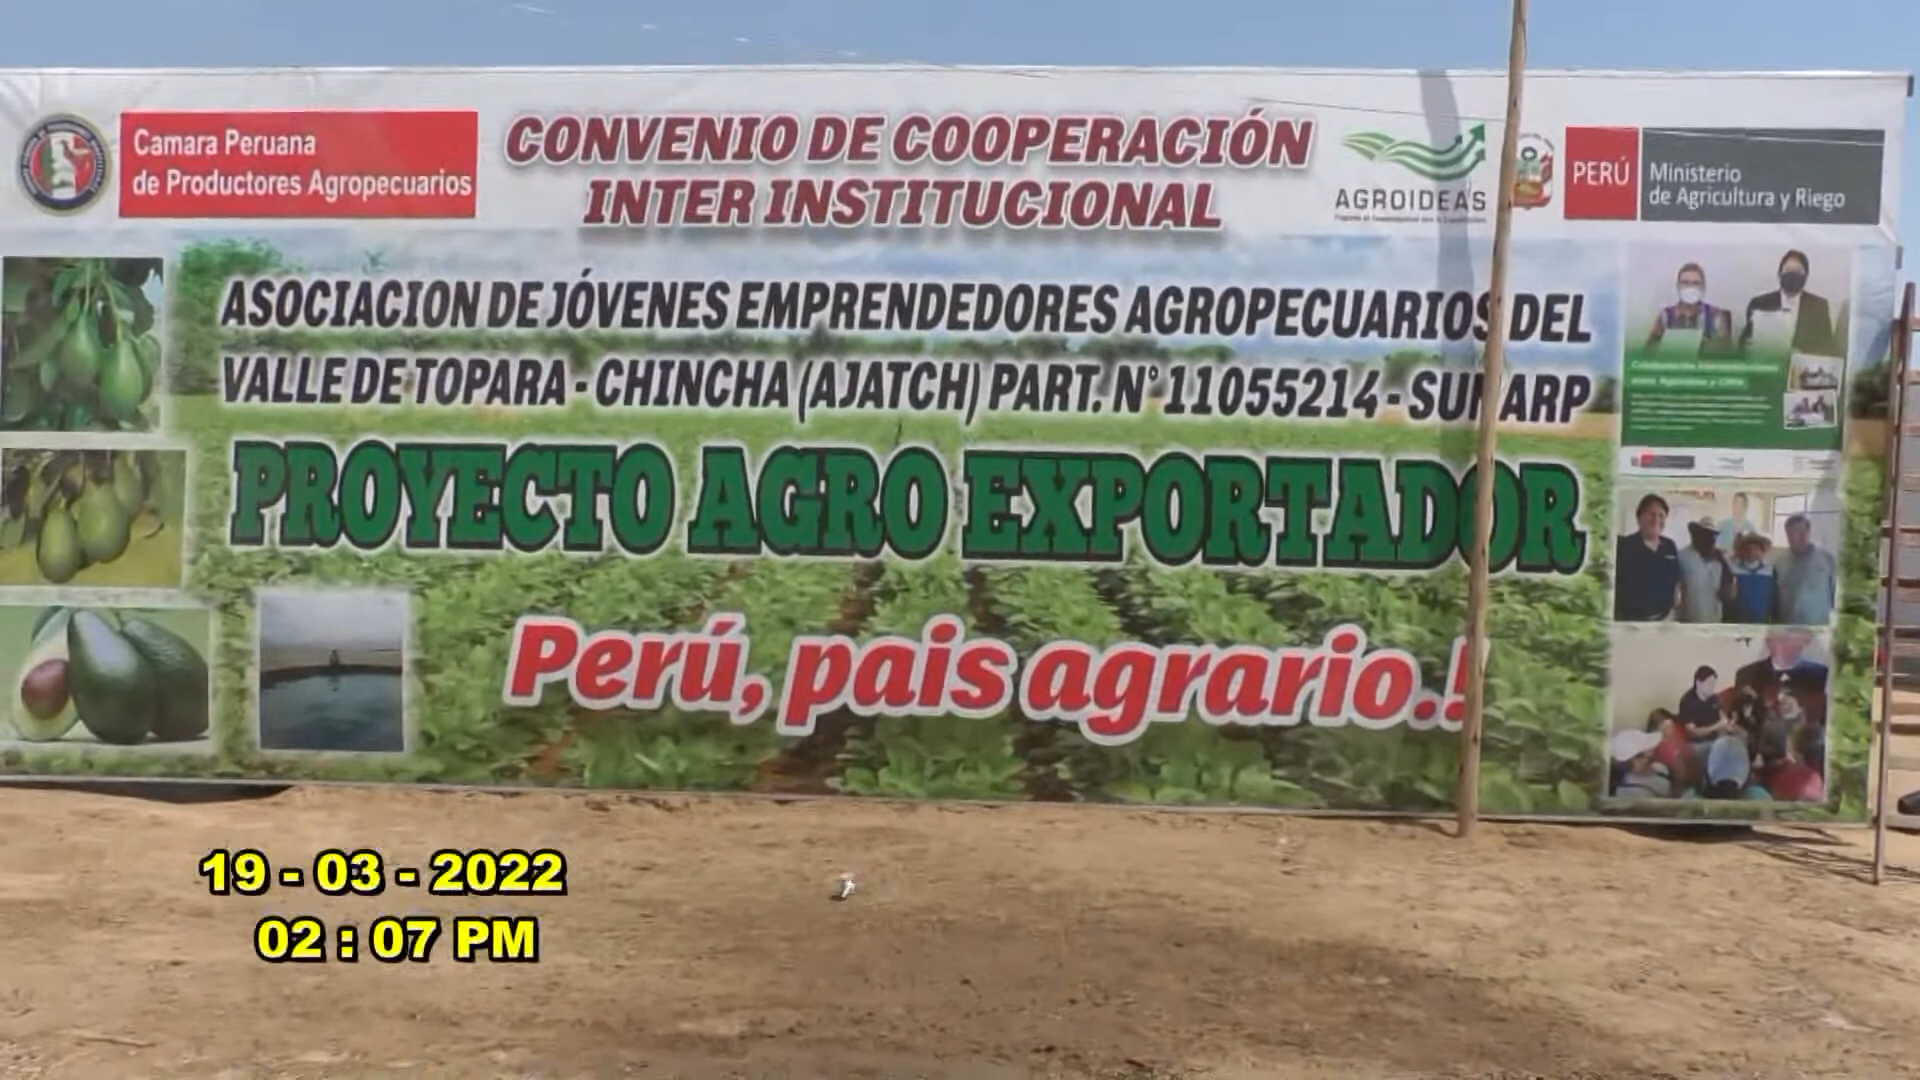 Camara Peruana
de Productores Agropecuarios
CONVENIO DE COOPERACIÓN
INTER INSTITUCIONAL
AGROIDEAS
PERÚ
Ministerio
de Agricultura y Riego
ASOCIACION DE JÓVENES EMPRENDEDORES AGROPECUARIOS DEL
VALLE DE TOPARA - CHINCHA (AJATCH) PART. N° 11055214 - SUNARP
PROYECTO AGRO EXPORTADOR
Perú, pais agrario.!
19 - 03 - 2022
02 : 07 PM